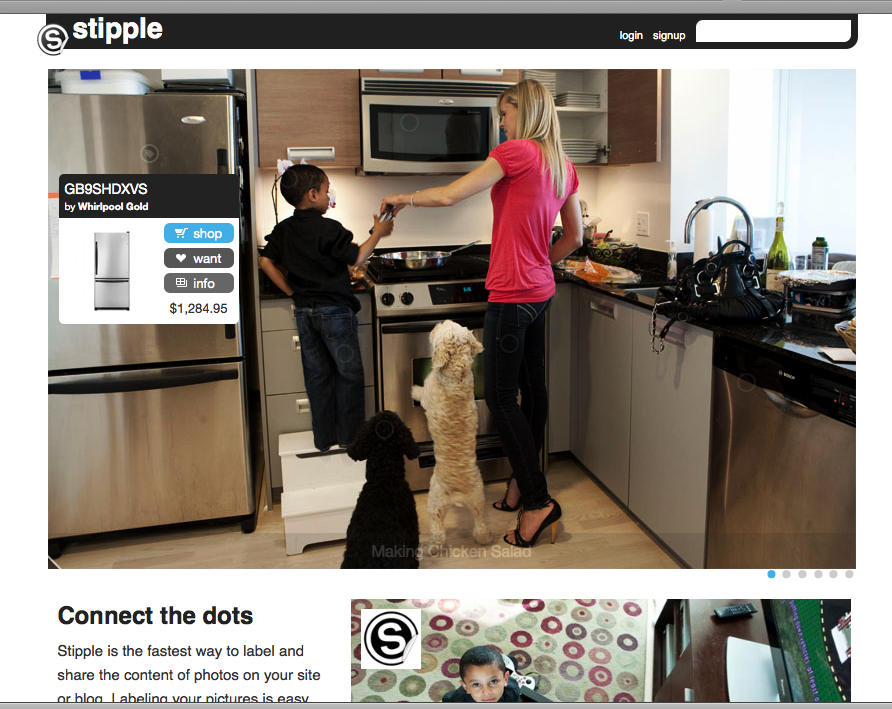 stipple
login signup
GB9SHDXVS
by Whirlpool Gold
shop
want
info
$1,284.95
BOSCH
Making Chicken Salad
Connect the dots
Stipple is the fastest way to label and
share the content of photos on your site
or blog. Labeling your pictures is easy